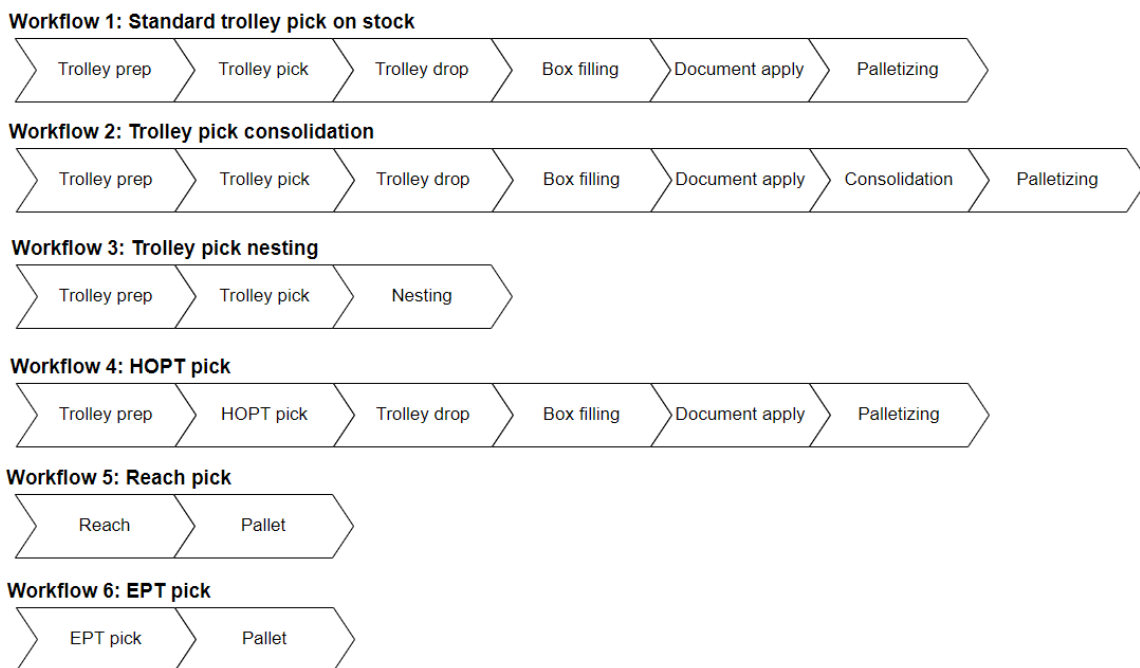 Workflow 1: Standard trolley pick on stock
Trolley prep Trolley pick Trolley drop Box filling Document apply Palletizing
Workflow 2: Trolley pick consolidation
Trolley prep Trolley pick Trolley drop Box filling Document apply Consolidation Palletizing
Workflow 3: Trolley pick nesting
Trolley prep Trolley pick Nesting
Workflow 4: HOPT pick
Trolley prep HOPT pick Trolley drop Box filling Document apply Palletizing
Workflow 5: Reach pick
Reach Pallet
Workflow 6: EPT pick
EPT pick Pallet